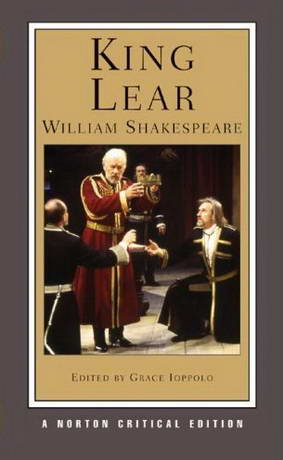 KING
LEAR
WILLIAM SHAKESPEARE
EDITED BY GRACE IOPPOLO
A NORTON CRITICAL EDITION